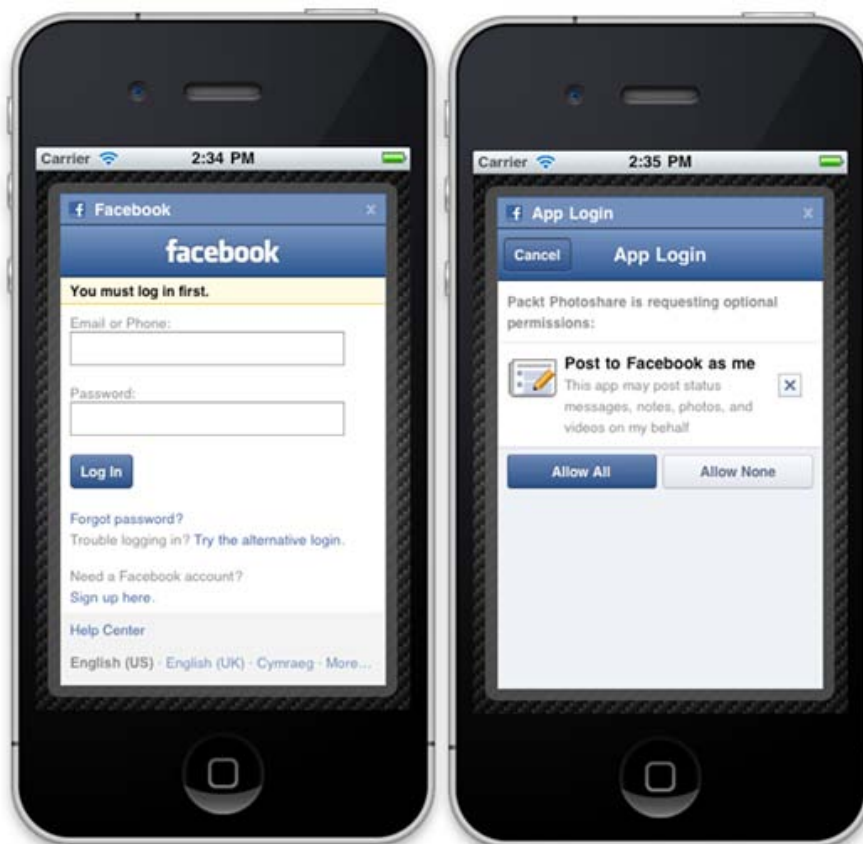 Carrier 2:34 PM
f Facebook x
facebook
You must log in first.
Email or Phone:
Password:
Log In
Forgot password?
Trouble logging in? Try the alternative login.
Need a Facebook account?
Sign up here.
Help Center
English (US) · English (UK) · Cymraeg · More...
Carrier 2:35 PM
f App Login x
Cancel App Login
Packt Photoshare is requesting optional
permissions:
Post to Facebook as me
This app may post status
messages, notes, photos, and
videos on my behalf
Allow All Allow None